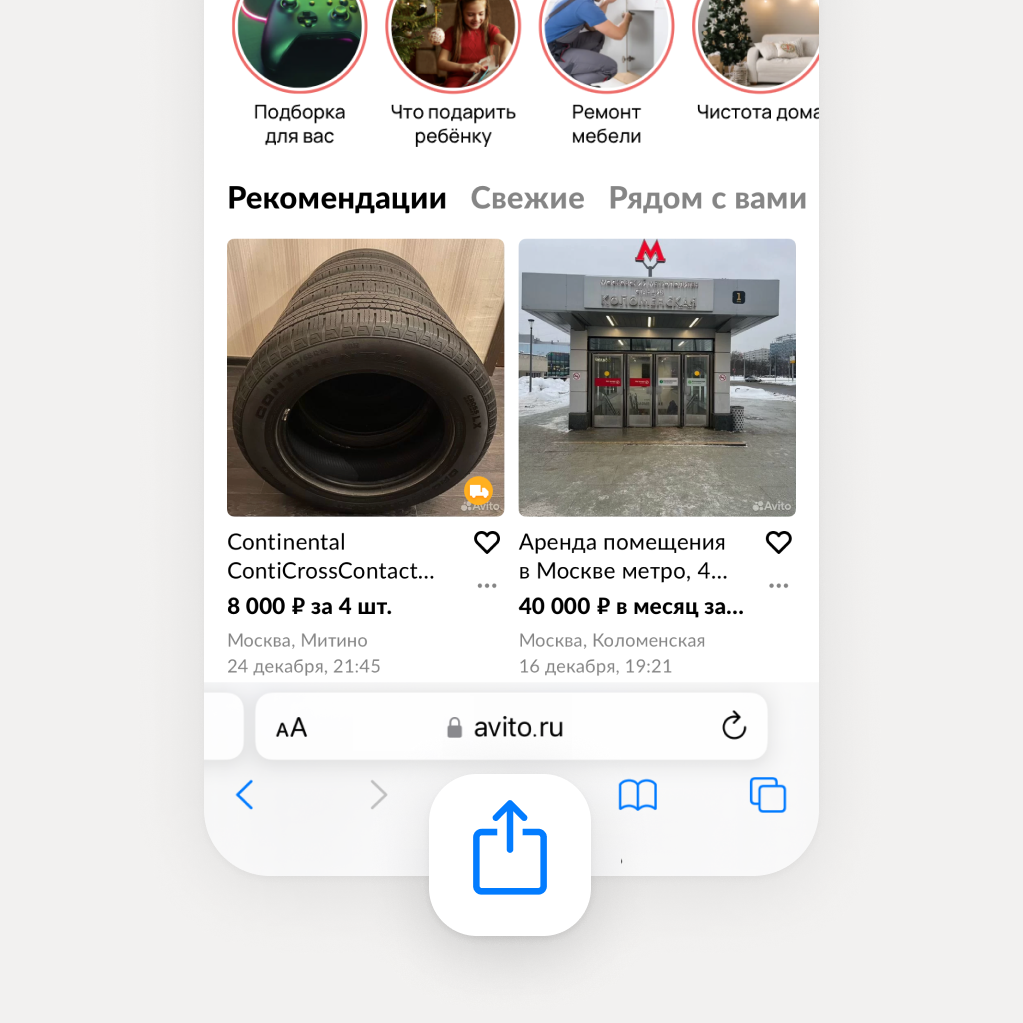 Подборка
для вас
Что подарить
ребёнку
Ремонт
мебели
Чистота дома
Рекомендации Свежие Рядом с вами
М
КОЛОМЕНСКАЯ
1
Avito
Avito
Continental
ContiCrossContact...
8 000 ₽ за 4 шт.
Москва, Митино
24 декабря, 21:45
Аренда помещения
в Москве метро, 4...
40 000 ₽ в месяц за...
Москва, Коломенская
16 декабря, 19:21
AA avito.ru